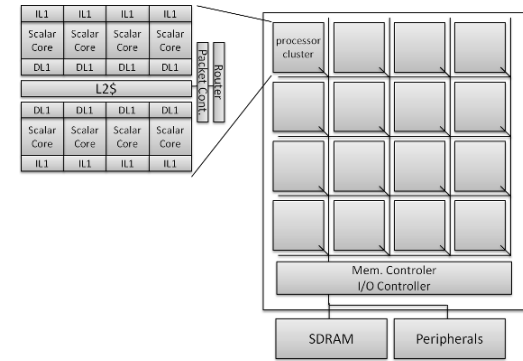 IL1 IL1 IL1 IL1
Scalar Scalar Scalar Scalar
Core Core Core Core
DL1 DL1 DL1 DL1
L2$
DL1 DL1 DL1 DL1
Scalar Scalar Scalar Scalar
Core Core Core Core
IL1 IL1 IL1 IL1
Packet Cont.
Router
processor
cluster
Mem. Controler
I/O Controller
SDRAM
Peripherals